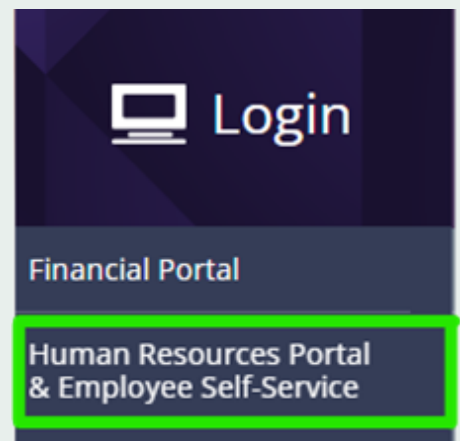 Login
Financial Portal
Human Resources Portal
& Employee Self-Service